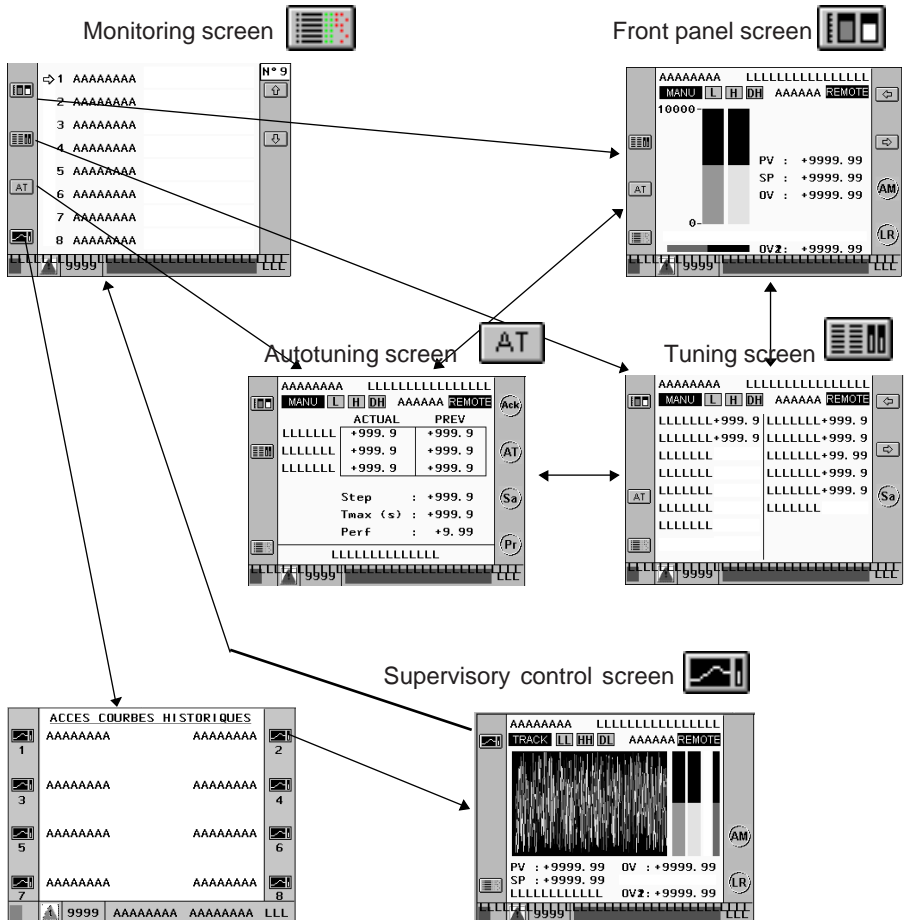 Monitoring screen
Front panel screen
⇨1 AAAAAAAA
2 AAAAAAAA
3 AAAAAAAA
4 AAAAAAAA
5 AAAAAAAA
6 AAAAAAAA
7 AAAAAAAA
8 AAAAAAAA
N° 9
AT
9999 LLL
AAAAAAAA LLLLLLLLLLLLLLLL
MANU L H DH AAAAAA REMOTE
10000-
PV : +9999. 99
SP : +9999. 99
OV : +9999. 99
0-
OV2: +9999. 99
AT
AM
LR
9999 LLL
Autotuning screen AT
Tuning screen
AAAAAAAA LLLLLLLLLLLLLLLL
MANU L H DH AAAAAA REMOTE
ACTUAL PREV
LLLLLLL +999. 9 +999. 9
LLLLLLL +999. 9 +999. 9
LLLLLLL +999. 9 +999. 9
Step : +999. 9
Tmax (s) : +999. 9
Perf : +9. 99
LLLLLLLLLLLLLL
Ack
AT
Sa
Pr
9999 LLL
AAAAAAAA LLLLLLLLLLLLLLLL
MANU L H DH AAAAAA REMOTE
LLLLLLL+999. 9 LLLLLLL+999. 9
LLLLLLL+999. 9 LLLLLLL+999. 9
LLLLLLL LLLLLLL+99. 99
LLLLLLL LLLLLLL+999. 9
LLLLLLL LLLLLLL+999. 9
LLLLLLL LLLLLLL
LLLLLLL
AT
Sa
9999 LLL
Supervisory control screen
ACCES COURBES HISTORIQUES
AAAAAAAA AAAAAAAA
1 2
AAAAAAAA AAAAAAAA
3 4
AAAAAAAA AAAAAAAA
5 6
AAAAAAAA AAAAAAAA
7 8
9999 AAAAAAAA AAAAAAAA LLL
AAAAAAAA LLLLLLLLLLLLLLLL
TRACK LL HH DL AAAAAA REMOTE
PV :+9999. 99 OV :+9999. 99
SP :+9999. 99
LLLLLLLLLLLLL OV2:+9999. 99
AM
LR
9999 LLL